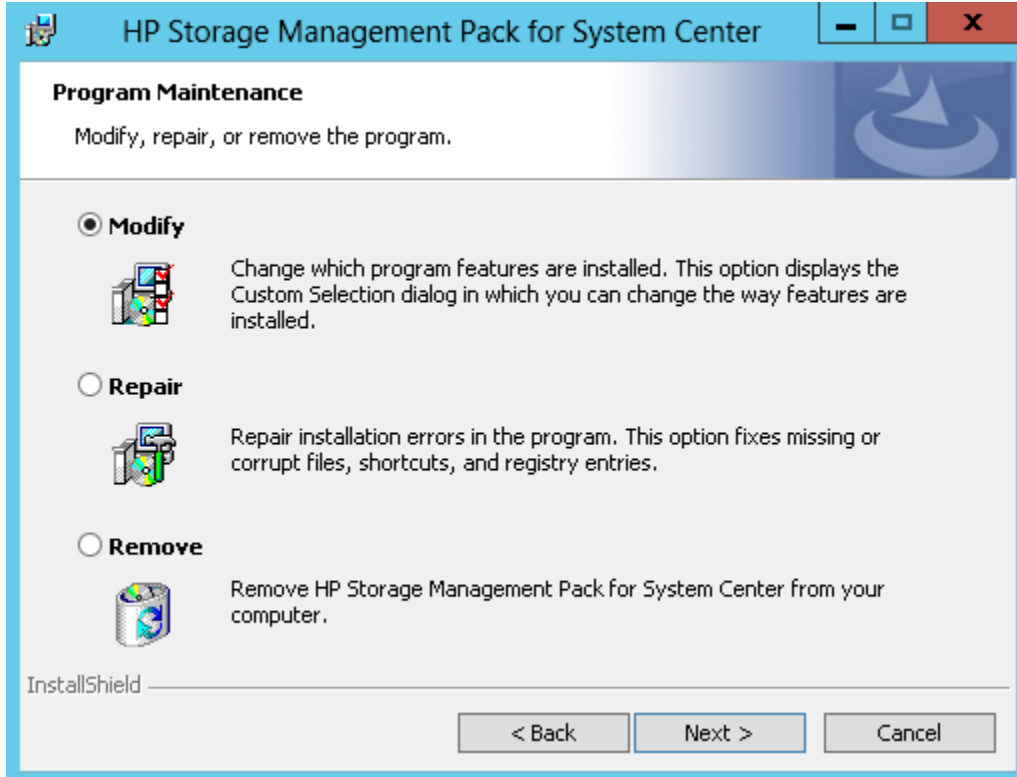 HP Storage Management Pack for System Center
Program Maintenance
Modify, repair, or remove the program.
Modify
Change which program features are installed. This option displays the
Custom Selection dialog in which you can change the way features are
installed.
Repair
Repair installation errors in the program. This option fixes missing or
corrupt files, shortcuts, and registry entries.
Remove
Remove HP Storage Management Pack for System Center from your
computer.
InstallShield
< Back Next > Cancel